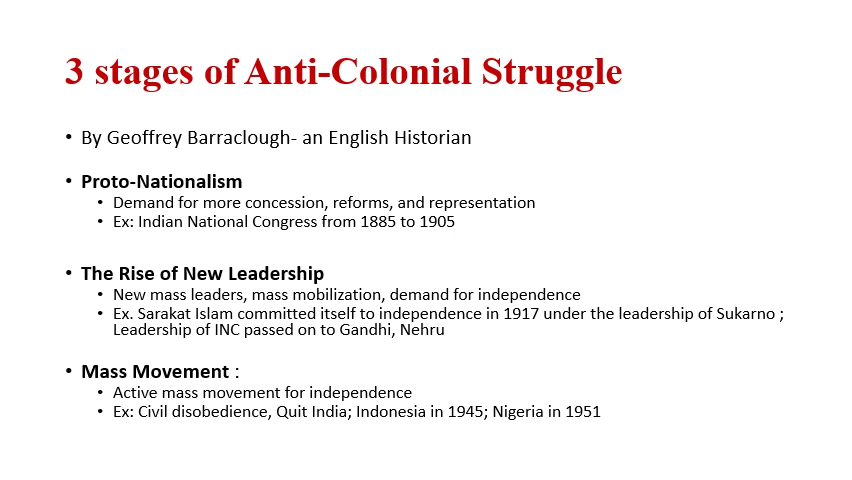 3 stages of Anti-Colonial Struggle
• By Geoffrey Barraclough- an English Historian
• Proto-Nationalism
• Demand for more concession, reforms, and representation
• Ex: Indian National Congress from 1885 to 1905
• The Rise of New Leadership
• New mass leaders, mass mobilization, demand for independence
• Ex. Sarakat Islam committed itself to independence in 1917 under the leadership of Sukarno ;
Leadership of INC passed on to Gandhi, Nehru
• Mass Movement :
• Active mass movement for independence
• Ex: Civil disobedience, Quit India; Indonesia in 1945; Nigeria in 1951